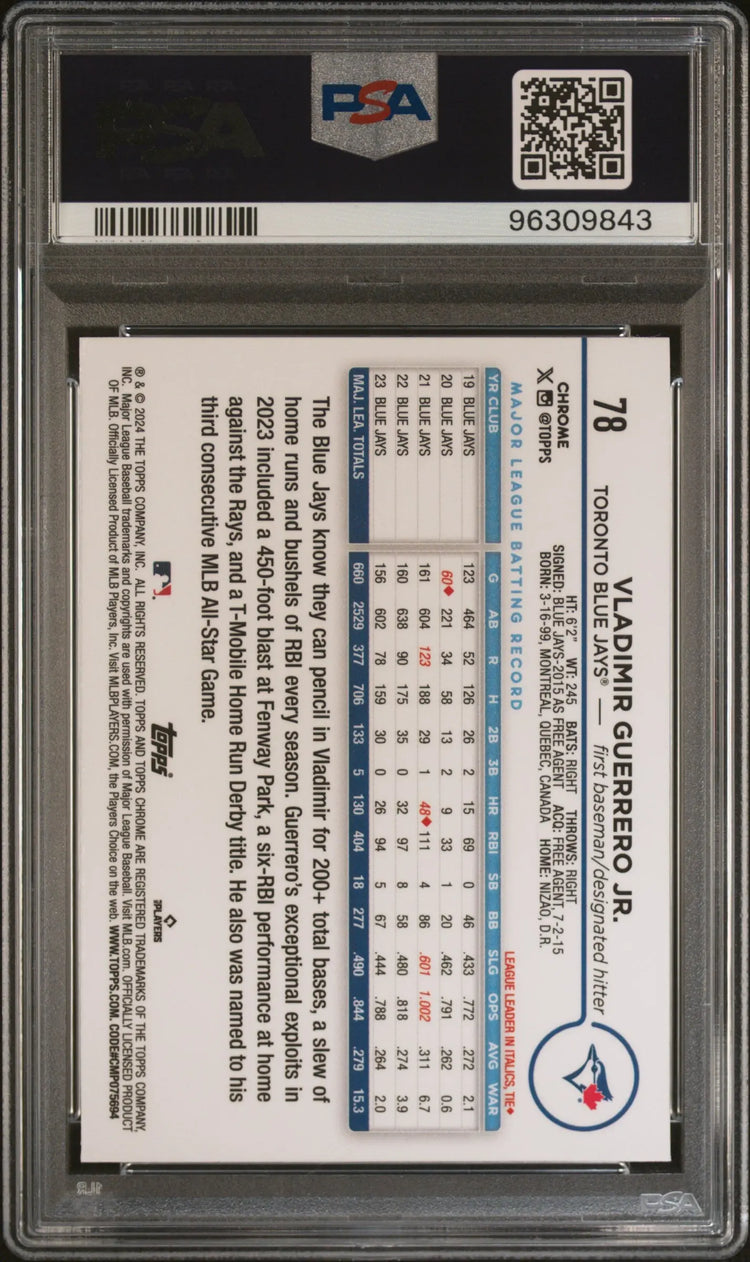 PSA
96309843
78
VLADIMIR GUERRERO JR.
TORONTO BLUE JAYS® — first baseman/designated hitter
CHROME
@TOPPS
HT: 6'2" WT: 245 BATS: RIGHT THROWS: RIGHT
SIGNED: BLUE JAYS-2015 AS FREE AGENT ACQ: FREE AGENT, 7-2-15
BORN: 3-16-99, MONTREAL, QUEBEC, CANADA HOME: NIZAO, D.R.
MAJOR LEAGUE BATTING RECORD
LEAGUE LEADER IN ITALICS, TIE♦
YR CLUB G AB R H 2B 3B HR RBI SB BB SLG OPS AVG WAR
19 BLUE JAYS 123 464 52 126 26 2 15 69 0 46 .433 .772 .272 2.1
20 BLUE JAYS 60♦ 221 34 58 13 2 9 33 1 20 .462 .791 .262 0.6
21 BLUE JAYS 161 604 123 188 29 1 48♦ 111 4 86 .601 1.002 .311 6.7
22 BLUE JAYS 160 638 90 175 35 0 32 97 8 58 .480 .818 .274 3.9
23 BLUE JAYS 156 602 78 159 30 0 26 94 5 67 .444 .788 .264 2.0
MAJ. LEA. TOTALS 660 2529 377 706 133 5 130 404 18 277 .490 .844 .279 15.3
The Blue Jays know they can pencil in Vladimir for 200+ total bases, a slew of
home runs and bushels of RBI every season. Guerrero's exceptional exploits in
2023 included a 450-foot blast at Fenway Park, a six-RBI performance at home
against the Rays, and a T-Mobile Home Run Derby title. He also was named to his
third consecutive MLB All-Star Game.
topps
PLAYERS
® & © 2024 THE TOPPS COMPANY, INC. ALL RIGHTS RESERVED. TOPPS AND TOPPS CHROME ARE REGISTERED TRADEMARKS OF THE TOPPS COMPANY,
INC. Major League Baseball trademarks and copyrights are used with permission of Major League Baseball. Visit MLB.com. OFFICIALLY LICENSED PRODUCT
OF MLB. Officially Licensed Product of MLB Players, Inc. Visit MLBPLAYERS.COM, the Players Choice on the web. WWW.TOPPS.COM. CODE#CMP075694
PSA